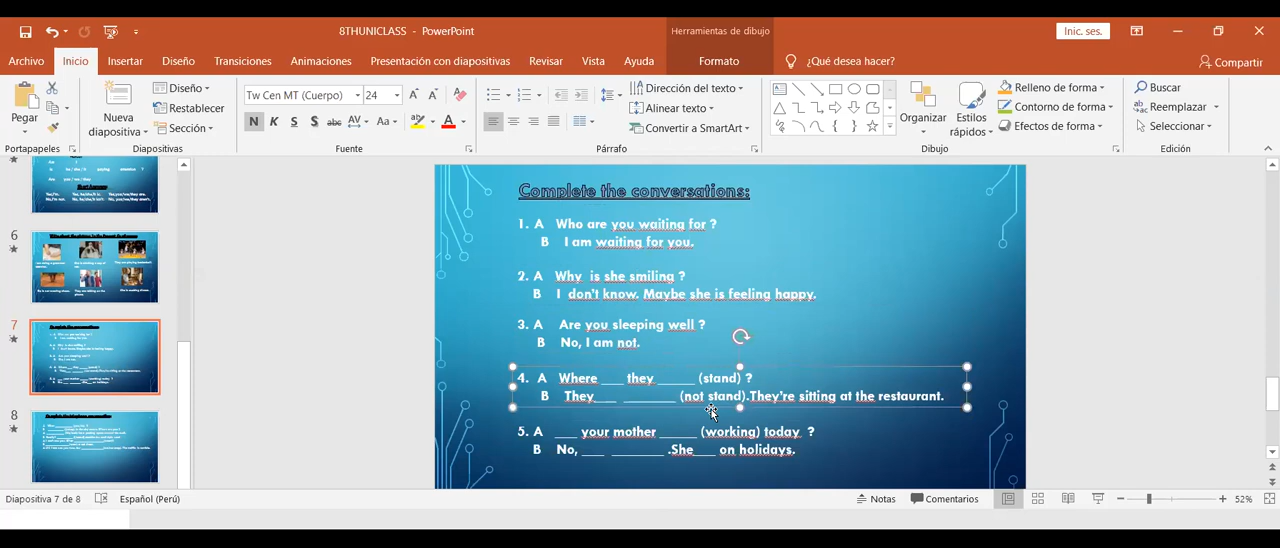 8THUNICLASS - PowerPoint
Herramientas de dibujo
Inic. ses.
Archivo Inicio Insertar Diseño Transiciones Animaciones Presentación con diapositivas Revisar Vista Ayuda Formato ¿Qué desea hacer? Compartir
Pegar
Nueva diapositiva
Diseño
Restablecer
Sección
Tw Cen MT (Cuerpo) 24
N K S S abc AV Aa A
Dirección del texto
Alinear texto
Convertir a SmartArt
Organizar
Estilos rápidos
Relleno de forma
Contorno de forma
Efectos de forma
Buscar
Reemplazar
Seleccionar
Portapapeles Diapositivas Fuente Párrafo Dibujo Edición
6
7
8
Complete the conversations:
1. A Who are you waiting for ?
B I am waiting for you.
2. A Why is she smiling ?
B I don't know. Maybe she is feeling happy.
3. A Are you sleeping well ?
B No, I am not.
4. A Where ___ they _____ (stand) ?
B They___ _______ (not stand).They're sitting at the restaurant.
5. A ___ your mother _____ (working) today ?
B No, ___ _______ .She___ on holidays.
Diapositiva 7 de 8 Español (Perú) Notas Comentarios 52%